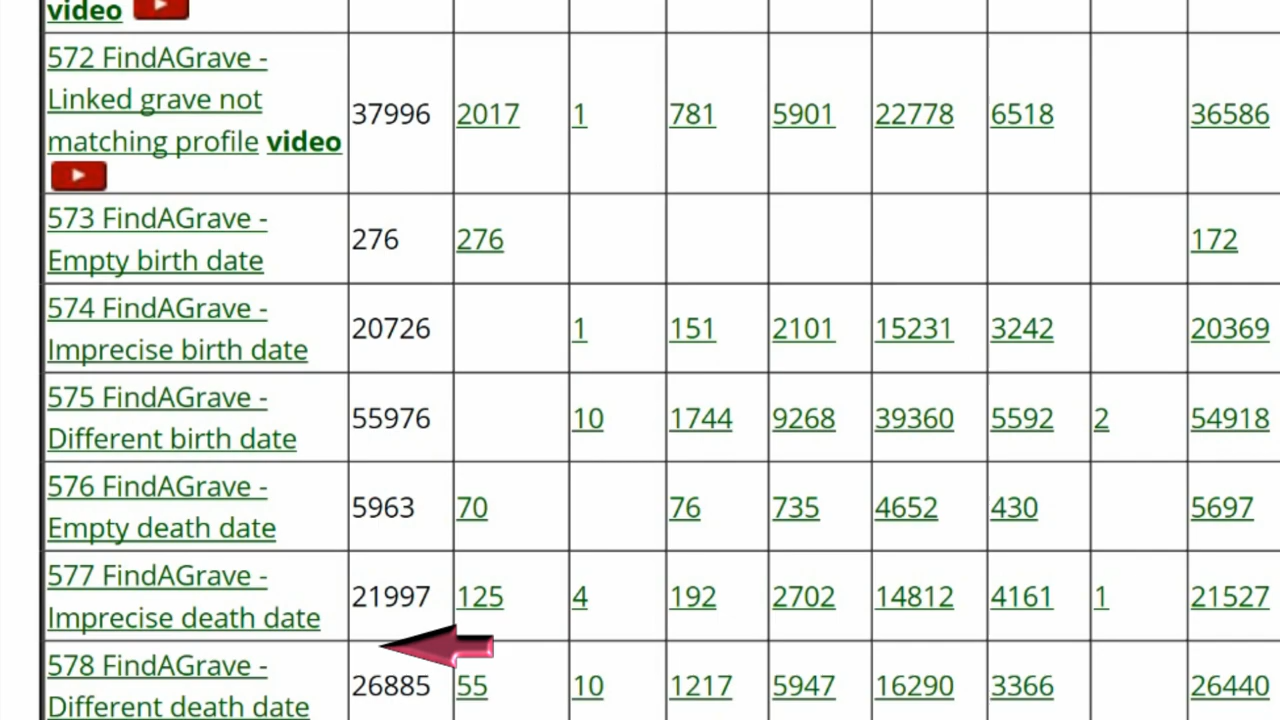 video
572 FindAGrave -
Linked grave not
matching profile video
37996 2017 1 781 5901 22778 6518 36586
573 FindAGrave -
Empty birth date
276 276 172
574 FindAGrave -
Imprecise birth date
20726 1 151 2101 15231 3242 20369
575 FindAGrave -
Different birth date
55976 10 1744 9268 39360 5592 2 54918
576 FindAGrave -
Empty death date
5963 70 76 735 4652 430 5697
577 FindAGrave -
Imprecise death date
21997 125 4 192 2702 14812 4161 1 21527
578 FindAGrave -
Different death date
26885 55 10 1217 5947 16290 3366 26440